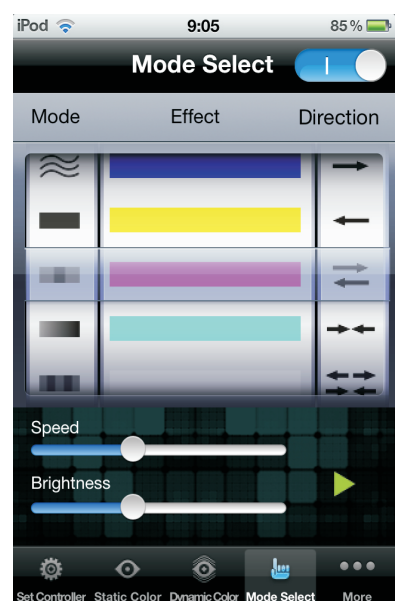 iPod 9:05 85%
Mode Select
Mode Effect Direction
Speed
Brightness
Set Controller Static Color Dynamic Color Mode Select More